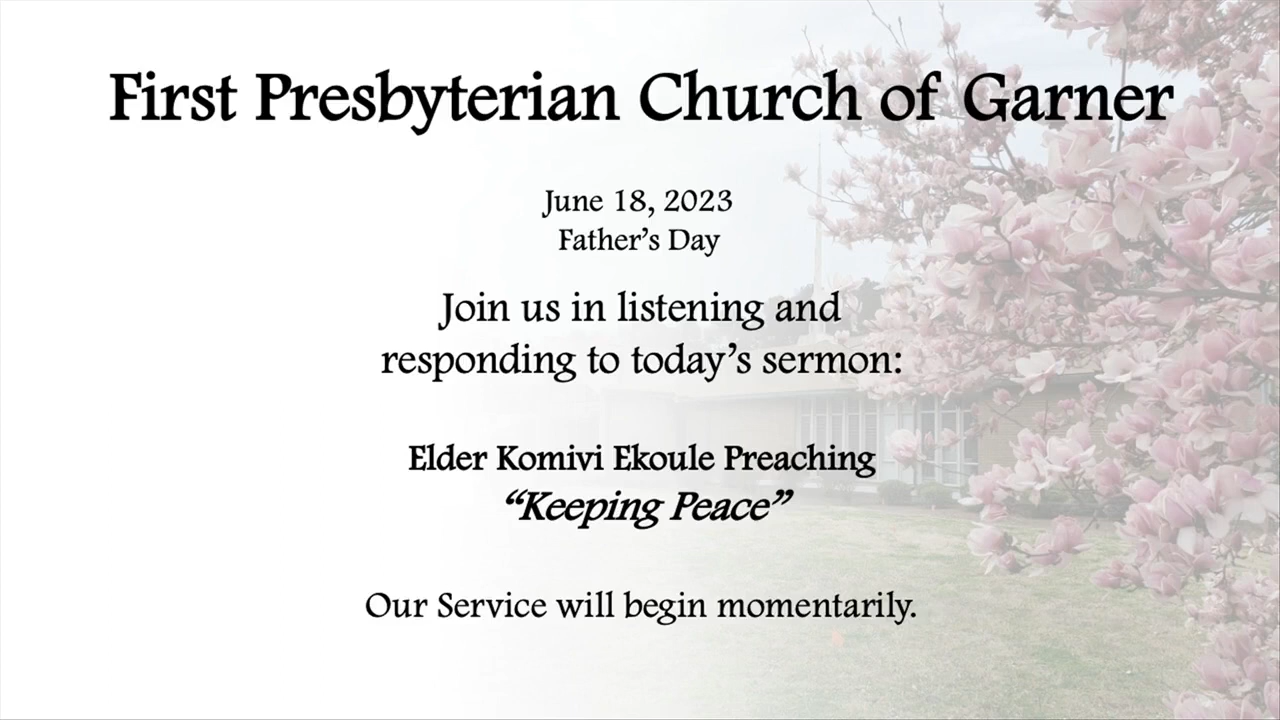 First Presbyterian Church of Garner
June 18, 2023
Father’s Day
Join us in listening and
responding to today’s sermon:
Elder Komivi Ekoule Preaching
“Keeping Peace”
Our Service will begin momentarily.